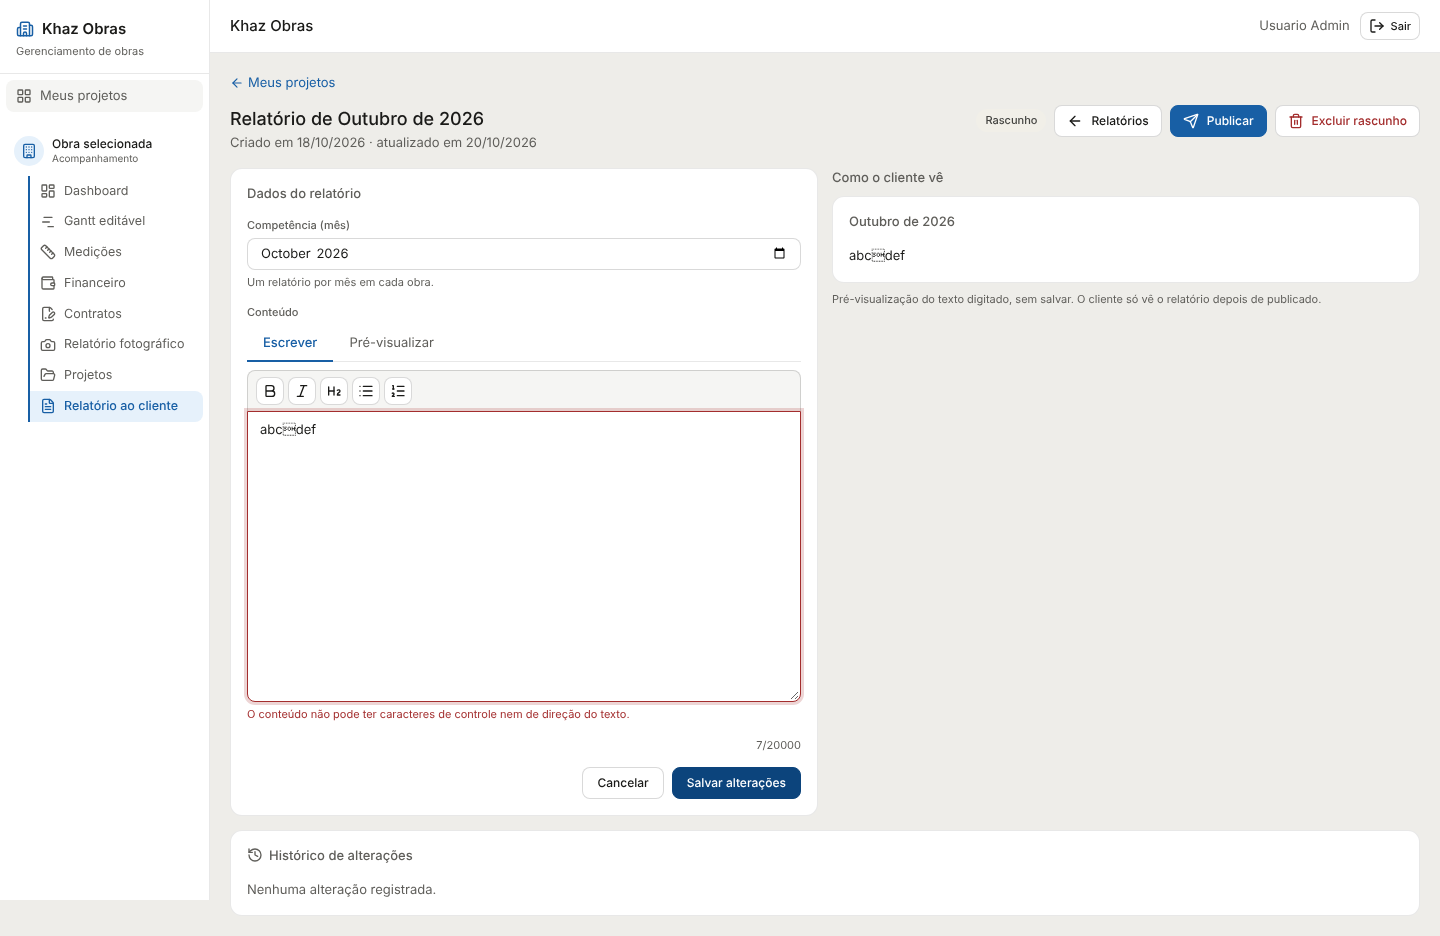 Khaz Obras
Gerenciamento de obras
Meus projetos
Obra selecionada
Acompanhamento
Dashboard
Gantt editável
Medições
Financeiro
Contratos
Relatório fotográfico
Projetos
Relatório ao cliente
Khaz Obras
Usuario Admin
Sair
Meus projetos
Relatório de Outubro de 2026
Criado em 18/10/2026 · atualizado em 20/10/2026
Rascunho
Relatórios
Publicar
Excluir rascunho
Dados do relatório
Competência (mês)
October 2026
Um relatório por mês em cada obra.
Conteúdo
Escrever
Pré-visualizar
B I H2
abc␁def
O conteúdo não pode ter caracteres de controle nem de direção do texto.
7/20000
Cancelar
Salvar alterações
Como o cliente vê
Outubro de 2026
abc␁def
Pré-visualização do texto digitado, sem salvar. O cliente só vê o relatório depois de publicado.
Histórico de alterações
Nenhuma alteração registrada.